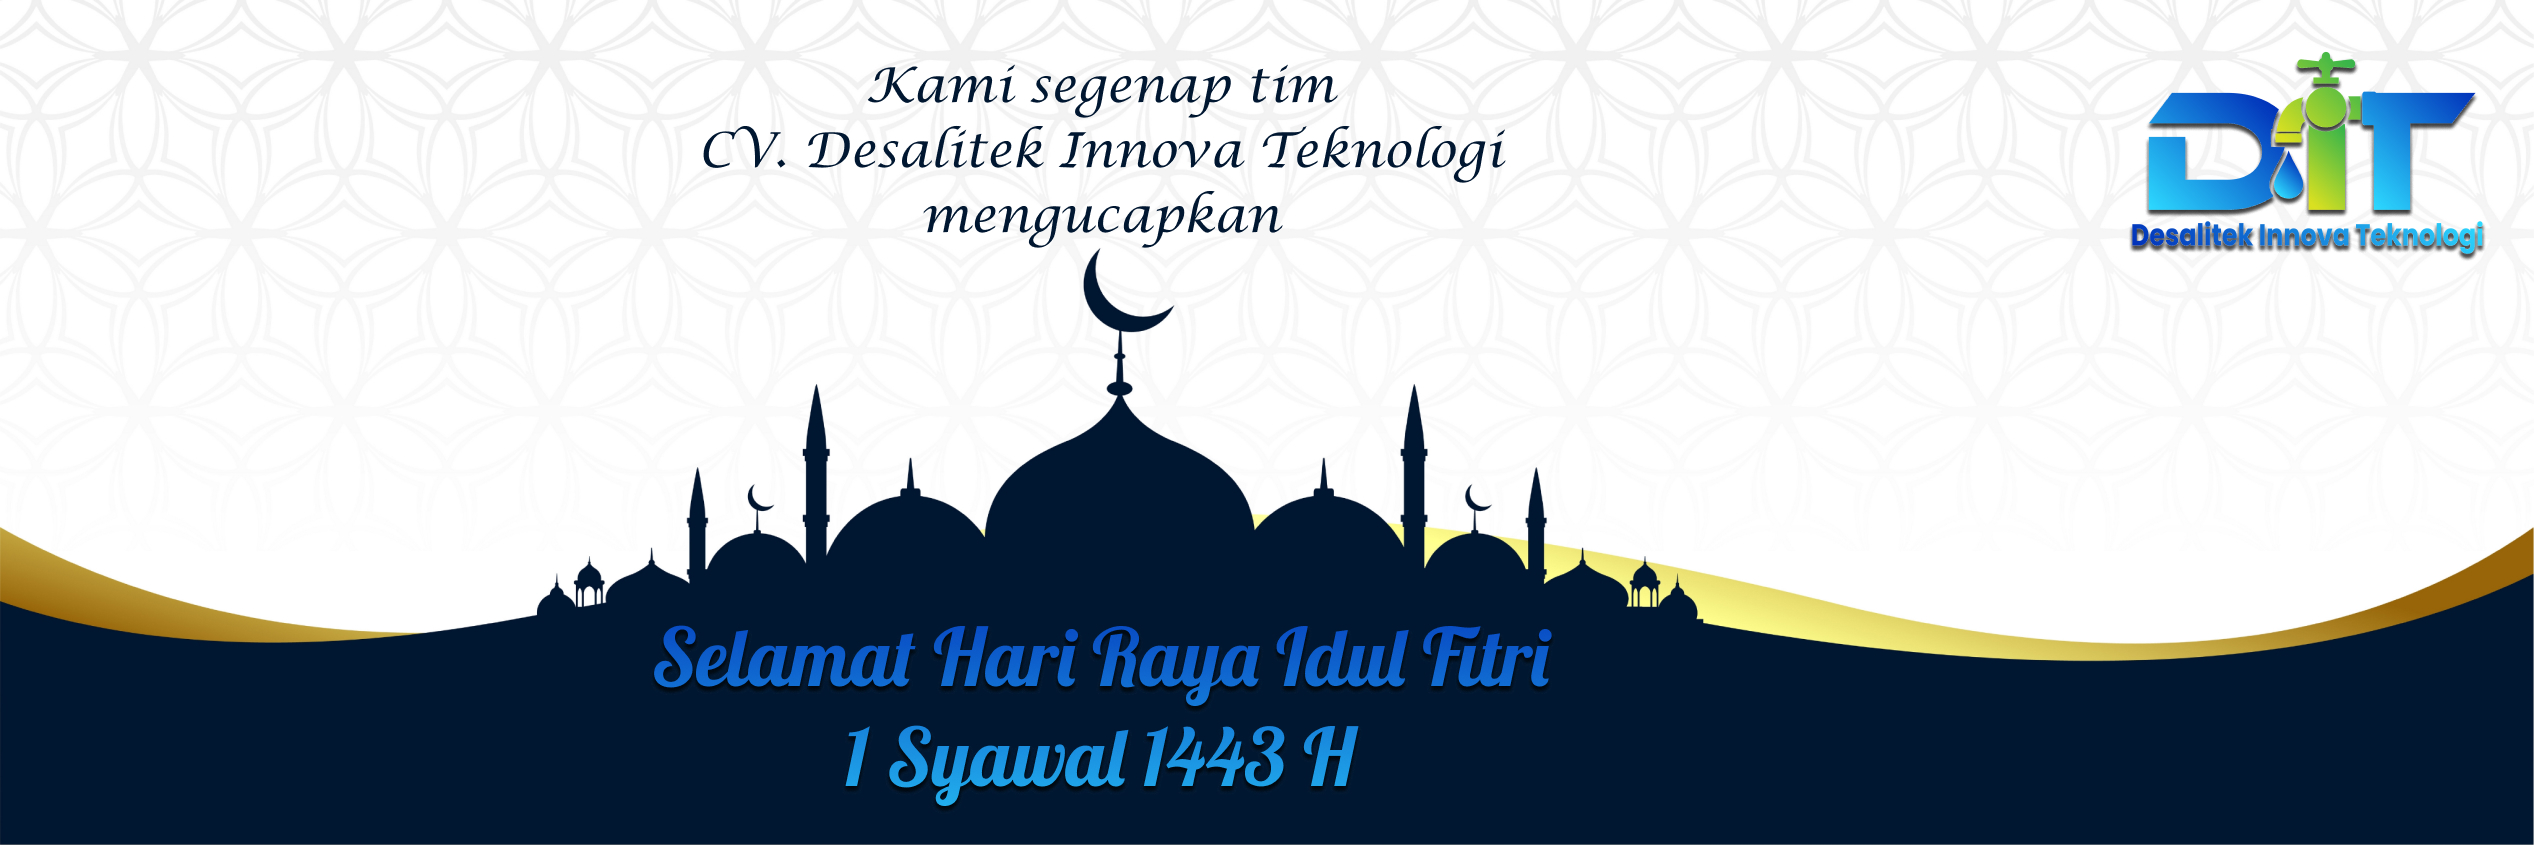 Kami segenap tim
CV. Desalitek Innova Teknologi
mengucapkan
DiT
Desalitek Innova Teknologi
Selamat Hari Raya Idul Fitri
1 Syawal 1443 H